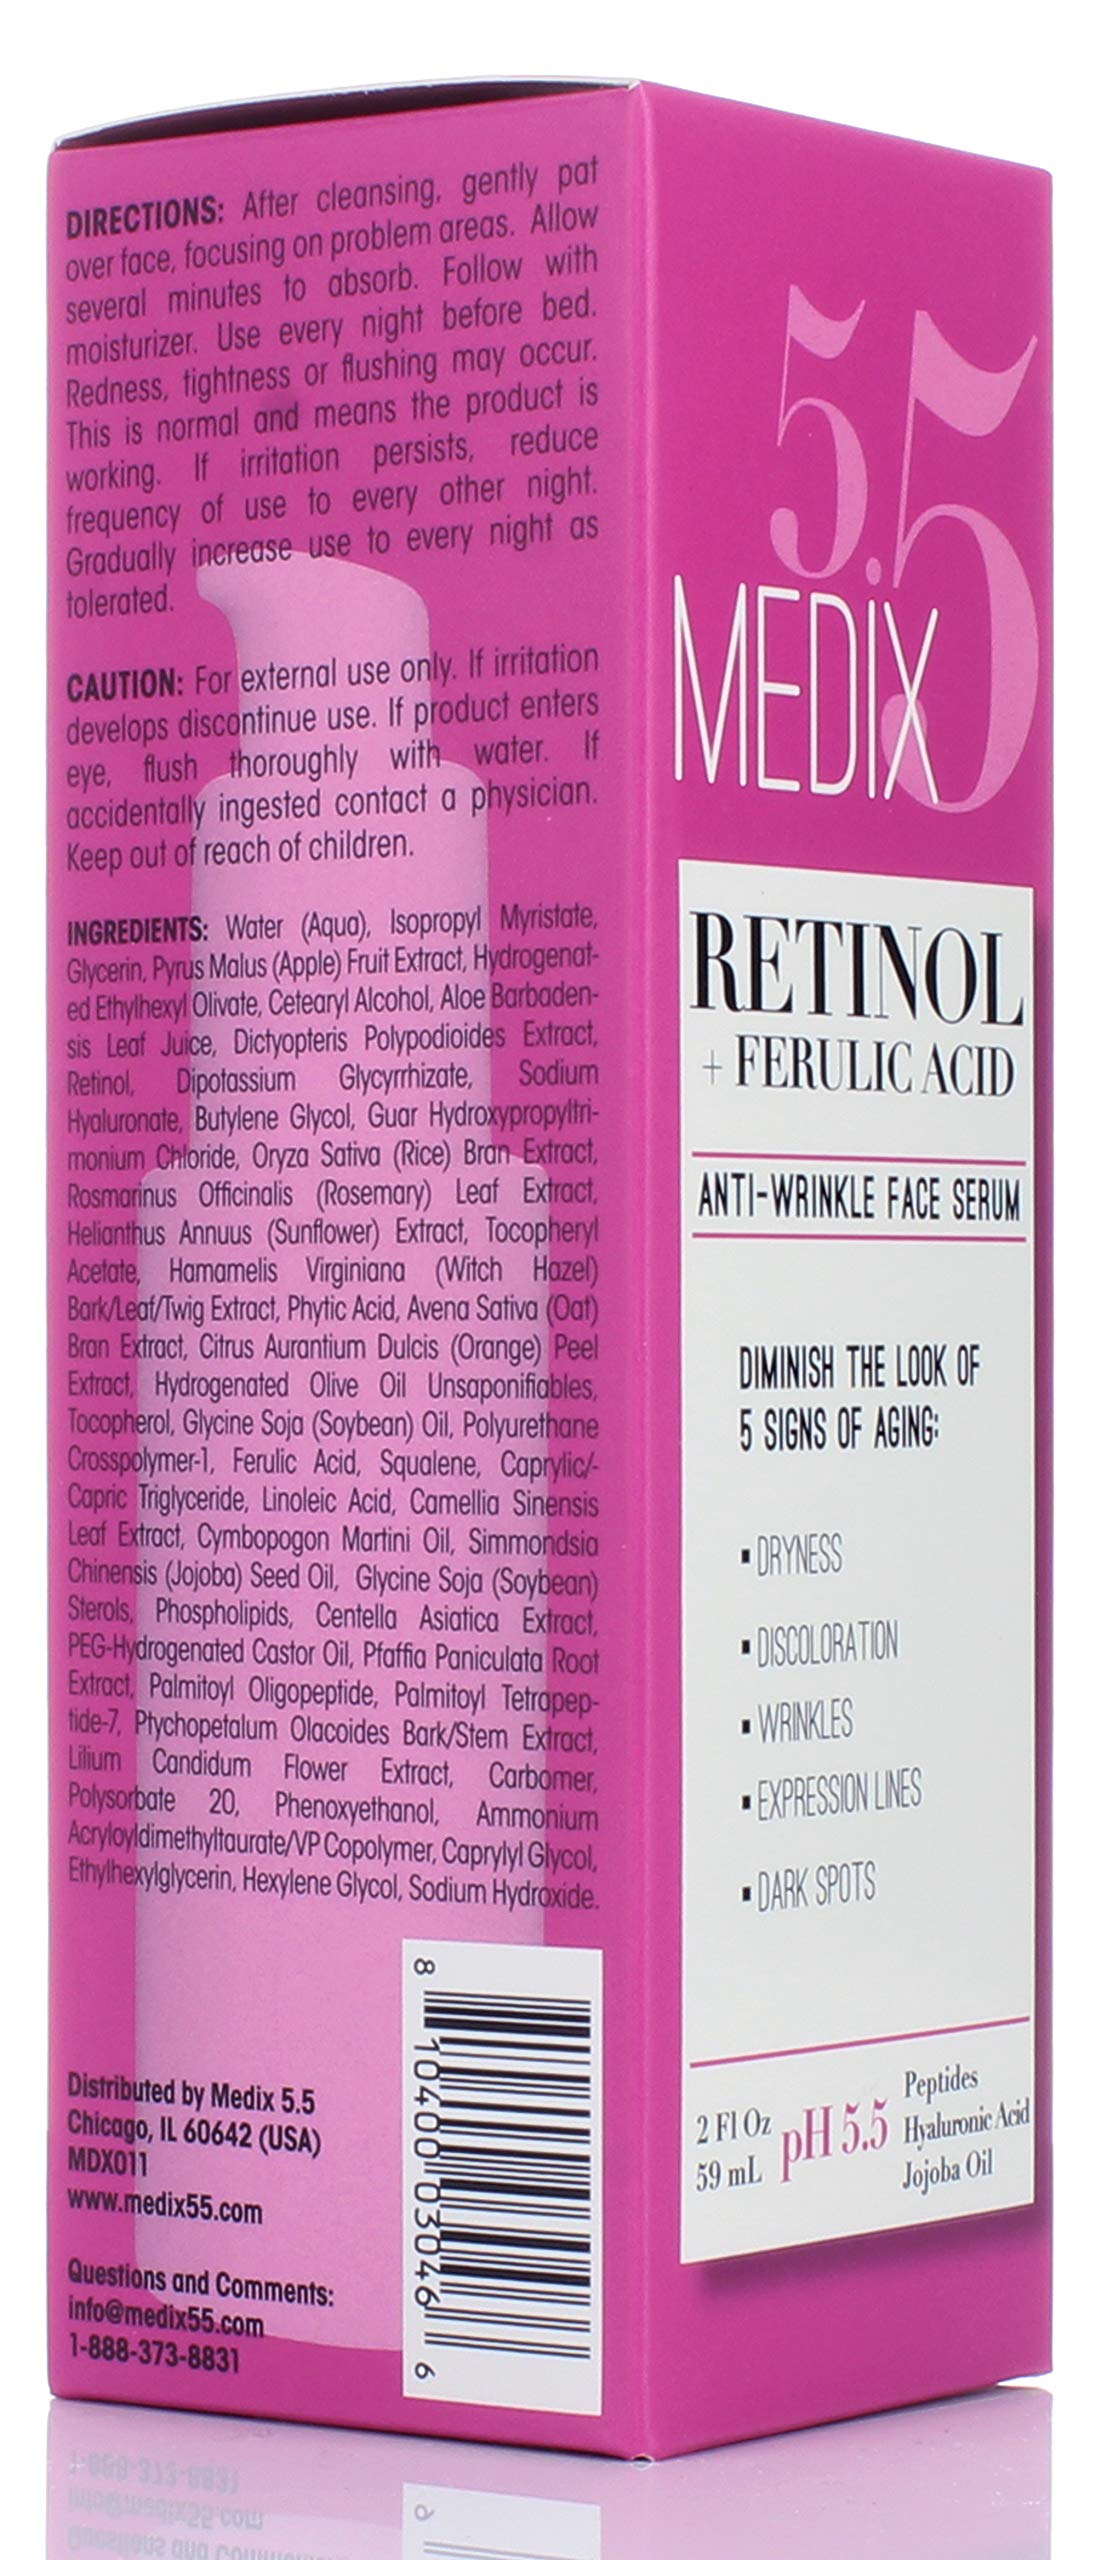 DIRECTIONS: After cleansing, gently pat
over face, focusing on problem areas. Allow
several minutes to absorb. Follow with
moisturizer. Use every night before bed.
Redness, tightness or flushing may occur.
This is normal and means the product is
working. If irritation persists, reduce
frequency of use to every other night.
Gradually increase use to every night as
tolerated.
CAUTION: For external use only. If irritation
develops discontinue use. If product enters
eye, flush thoroughly with water. If
accidentally ingested contact a physician.
Keep out of reach of children.
INGREDIENTS: Water (Aqua), Isopropyl Myristate,
Glycerin, Pyrus Malus (Apple) Fruit Extract, Hydrogenat-
ed Ethylhexyl Olivate, Cetearyl Alcohol, Aloe Barbaden-
sis Leaf Juice, Dictyopteris Polypodioides Extract,
Retinol, Dipotassium Glycyrrhizate, Sodium
Hyaluronate, Butylene Glycol, Guar Hydroxypropyltri-
monium Chloride, Oryza Sativa (Rice) Bran Extract,
Rosmarinus Officinalis (Rosemary) Leaf Extract,
Helianthus Annuus (Sunflower) Extract, Tocopheryl
Acetate, Hamamelis Virginiana (Witch Hazel)
Bark/Leaf/Twig Extract, Phytic Acid, Avena Sativa (Oat)
Bran Extract, Citrus Aurantium Dulcis (Orange) Peel
Extract, Hydrogenated Olive Oil Unsaponifiables,
Tocopherol, Glycine Soja (Soybean) Oil, Polyurethane
Crosspolymer-1, Ferulic Acid, Squalene, Caprylic/-
Capric Triglyceride, Linoleic Acid, Camellia Sinensis
Leaf Extract, Cymbopogon Martini Oil, Simmondsia
Chinensis (Jojoba) Seed Oil, Glycine Soja (Soybean)
Sterols, Phospholipids, Centella Asiatica Extract,
PEG-Hydrogenated Castor Oil, Pfaffia Paniculata Root
Extract, Palmitoyl Oligopeptide, Palmitoyl Tetrapep-
tide-7, Ptychopetalum Olacoides Bark/Stem Extract,
Lilium Candidum Flower Extract, Carbomer,
Polysorbate 20, Phenoxyethanol, Ammonium
Acryloyldimethyltaurate/VP Copolymer, Caprylyl Glycol,
Ethylhexylglycerin, Hexylene Glycol, Sodium Hydroxide.
Distributed by Medix 5.5
Chicago, IL 60642 (USA)
MDX011
www.medix55.com
Questions and Comments:
info@medix55.com
1-888-373-8831
8 10400 03046 6
5.5
MEDIX
RETINOL
+ FERULIC ACID
ANTI-WRINKLE FACE SERUM
DIMINISH THE LOOK OF
5 SIGNS OF AGING:
▪ DRYNESS
▪ DISCOLORATION
▪ WRINKLES
▪ EXPRESSION LINES
▪ DARK SPOTS
2 Fl Oz
59 mL
pH 5.5
Peptides
Hyaluronic Acid
Jojoba Oil